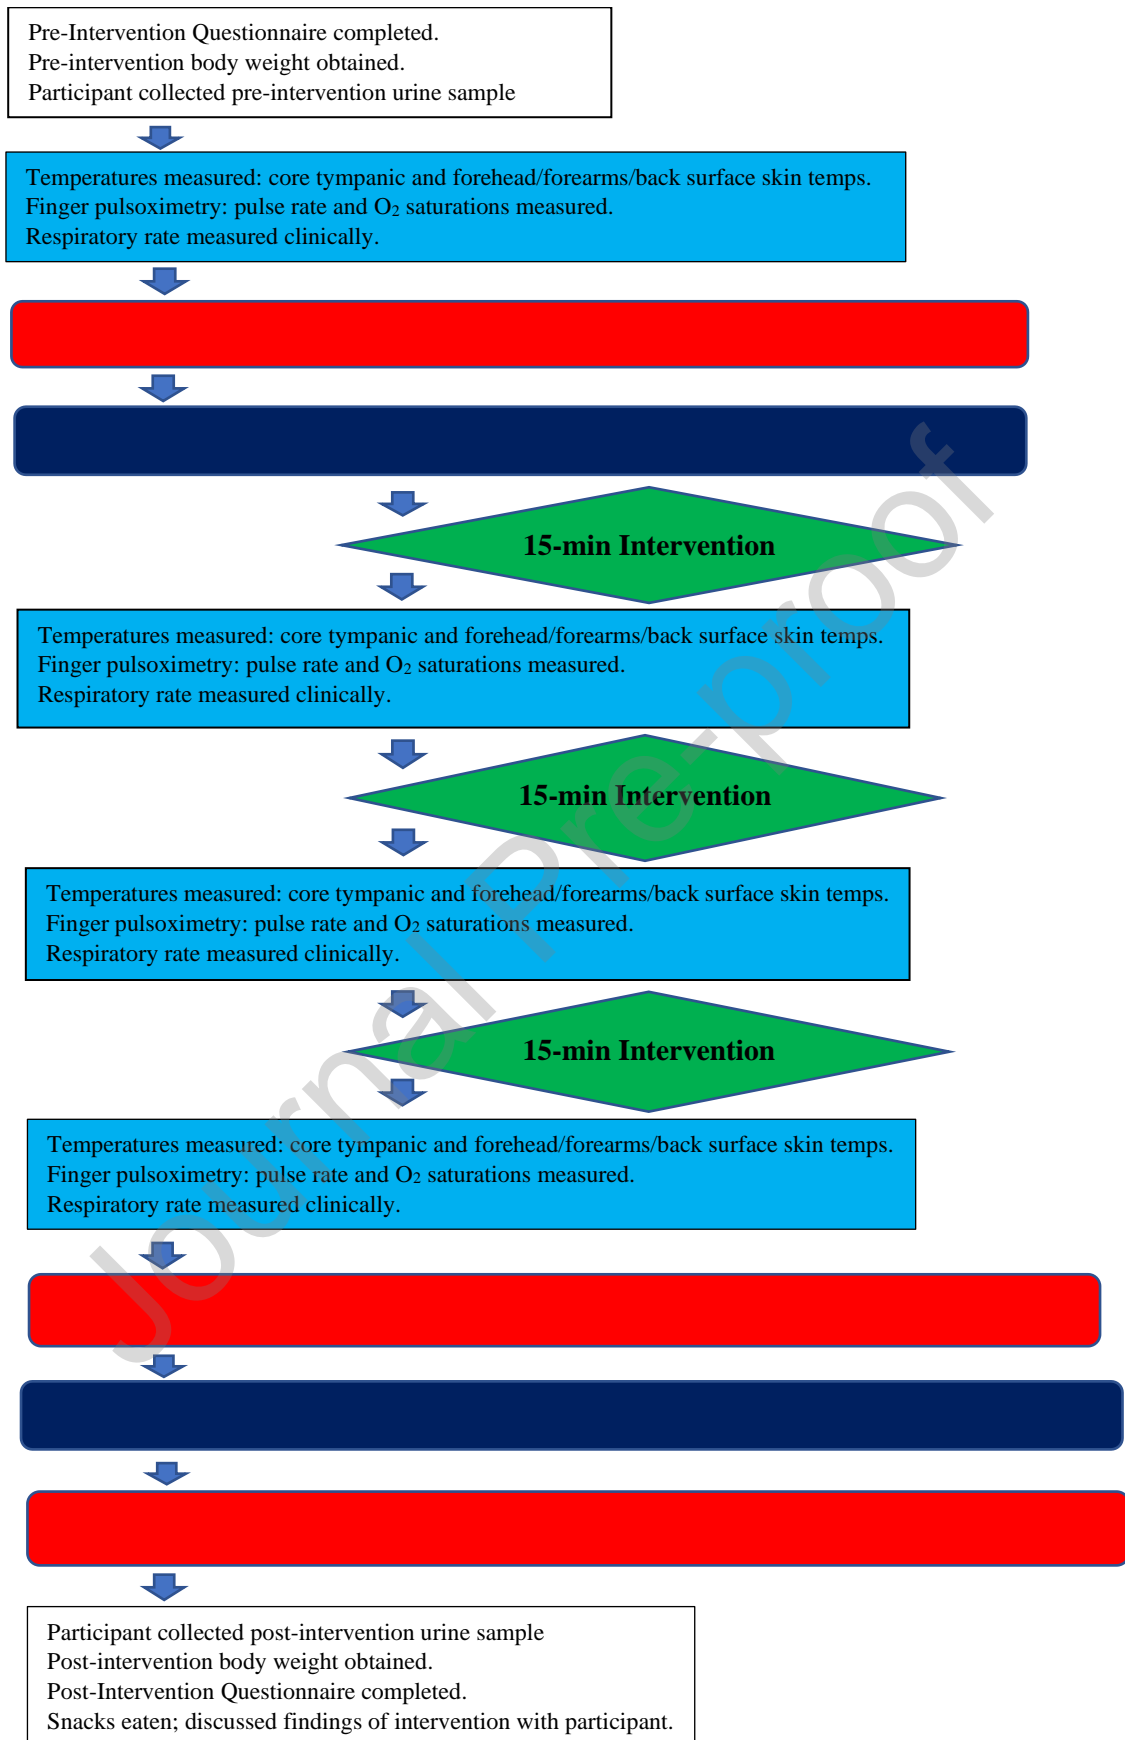 Pre-Intervention Questionnaire completed.
Pre-intervention body weight obtained.
Participant collected pre-intervention urine sample
Temperatures measured: core tympanic and forehead/forearms/back surface skin temps.
Finger pulsoximetry: pulse rate and O₂ saturations measured.
Respiratory rate measured clinically.
15-min Intervention
Temperatures measured: core tympanic and forehead/forearms/back surface skin temps.
Finger pulsoximetry: pulse rate and O₂ saturations measured.
Respiratory rate measured clinically.
15-min Intervention
Temperatures measured: core tympanic and forehead/forearms/back surface skin temps.
Finger pulsoximetry: pulse rate and O₂ saturations measured.
Respiratory rate measured clinically.
15-min Intervention
Temperatures measured: core tympanic and forehead/forearms/back surface skin temps.
Finger pulsoximetry: pulse rate and O₂ saturations measured.
Respiratory rate measured clinically.
Participant collected post-intervention urine sample
Post-intervention body weight obtained.
Post-Intervention Questionnaire completed.
Snacks eaten; discussed findings of intervention with participant.
Journal Pre-proof